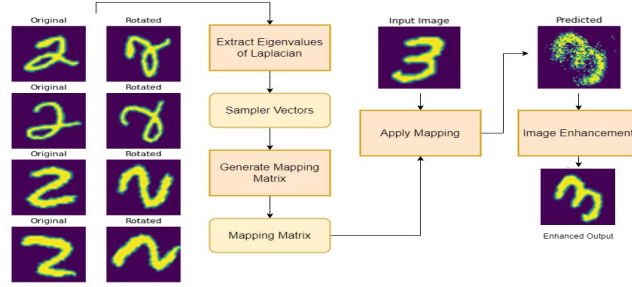 Original Rotated
Original Rotated
Original Rotated
Original Rotated
Extract Eigenvalues
of Laplacian
Sampler Vectors
Generate Mapping
Matrix
Mapping Matrix
Input Image
Apply Mapping
Predicted
Image Enhancement
Enhanced Output